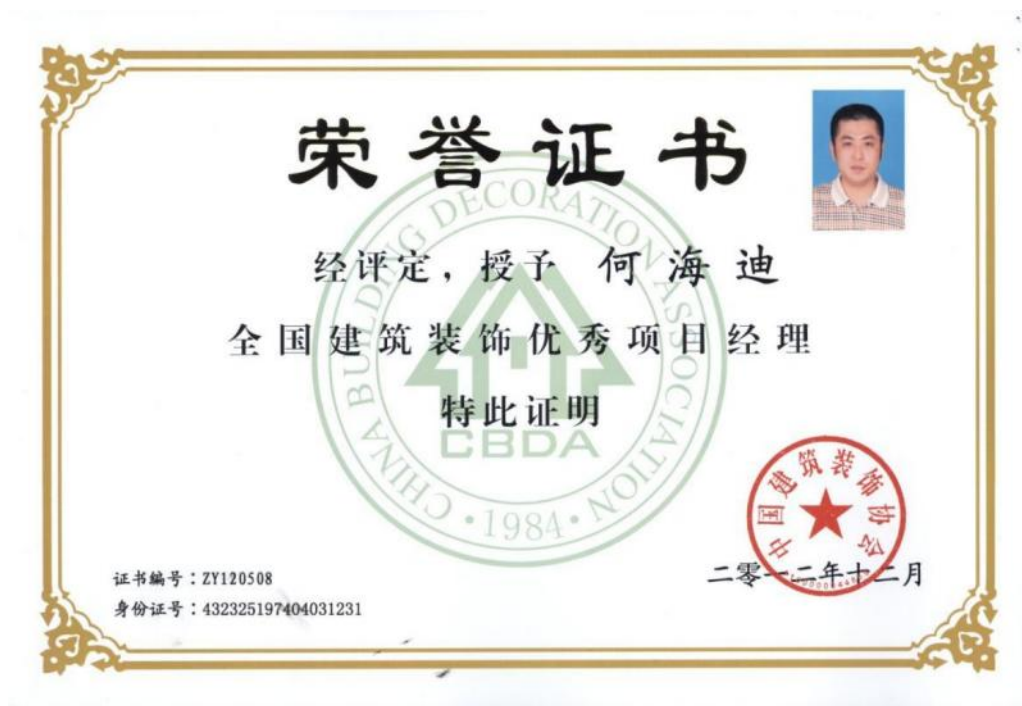 荣誉证书
经评定，授予 何海迪
全国建筑装饰优秀项目经理
特此证明
CHINA BUILDING DECORATION ASSOCIATION
CBDA
·1984·
中国建筑装饰协会
二零一二年十二月
证书编号：ZY120508
身份证号：432325197404031231